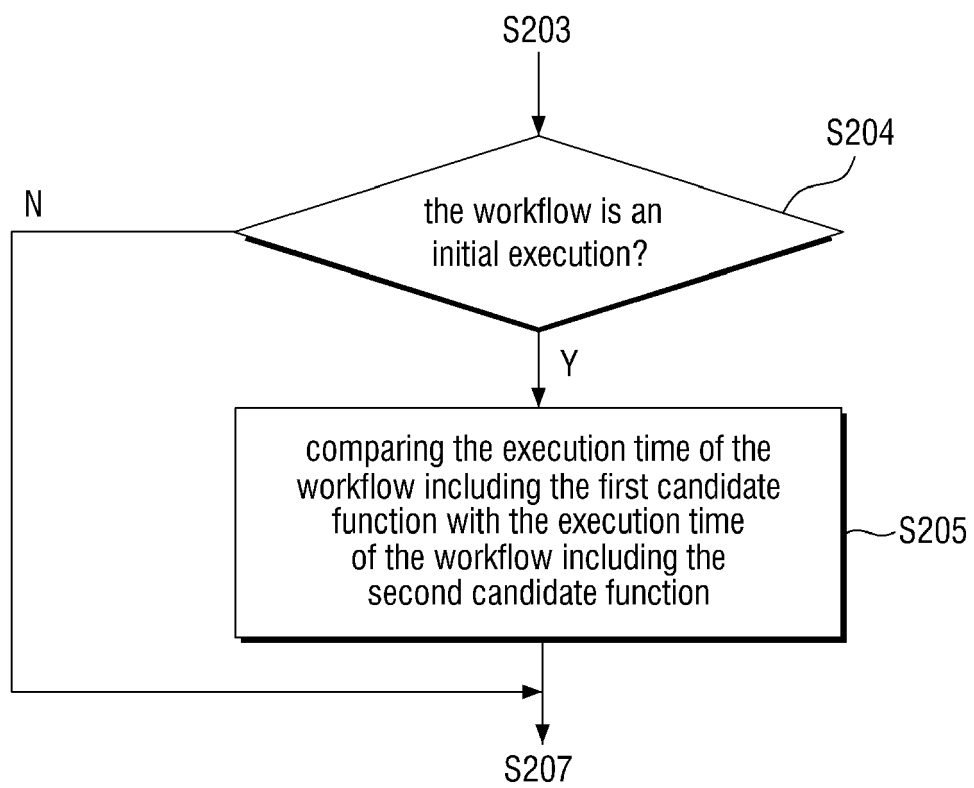 S203
S204
N
the workflow is an
initial execution?
Y
comparing the execution time of the
workflow including the first candidate
function with the execution time
of the workflow including the
second candidate function
S205
S207